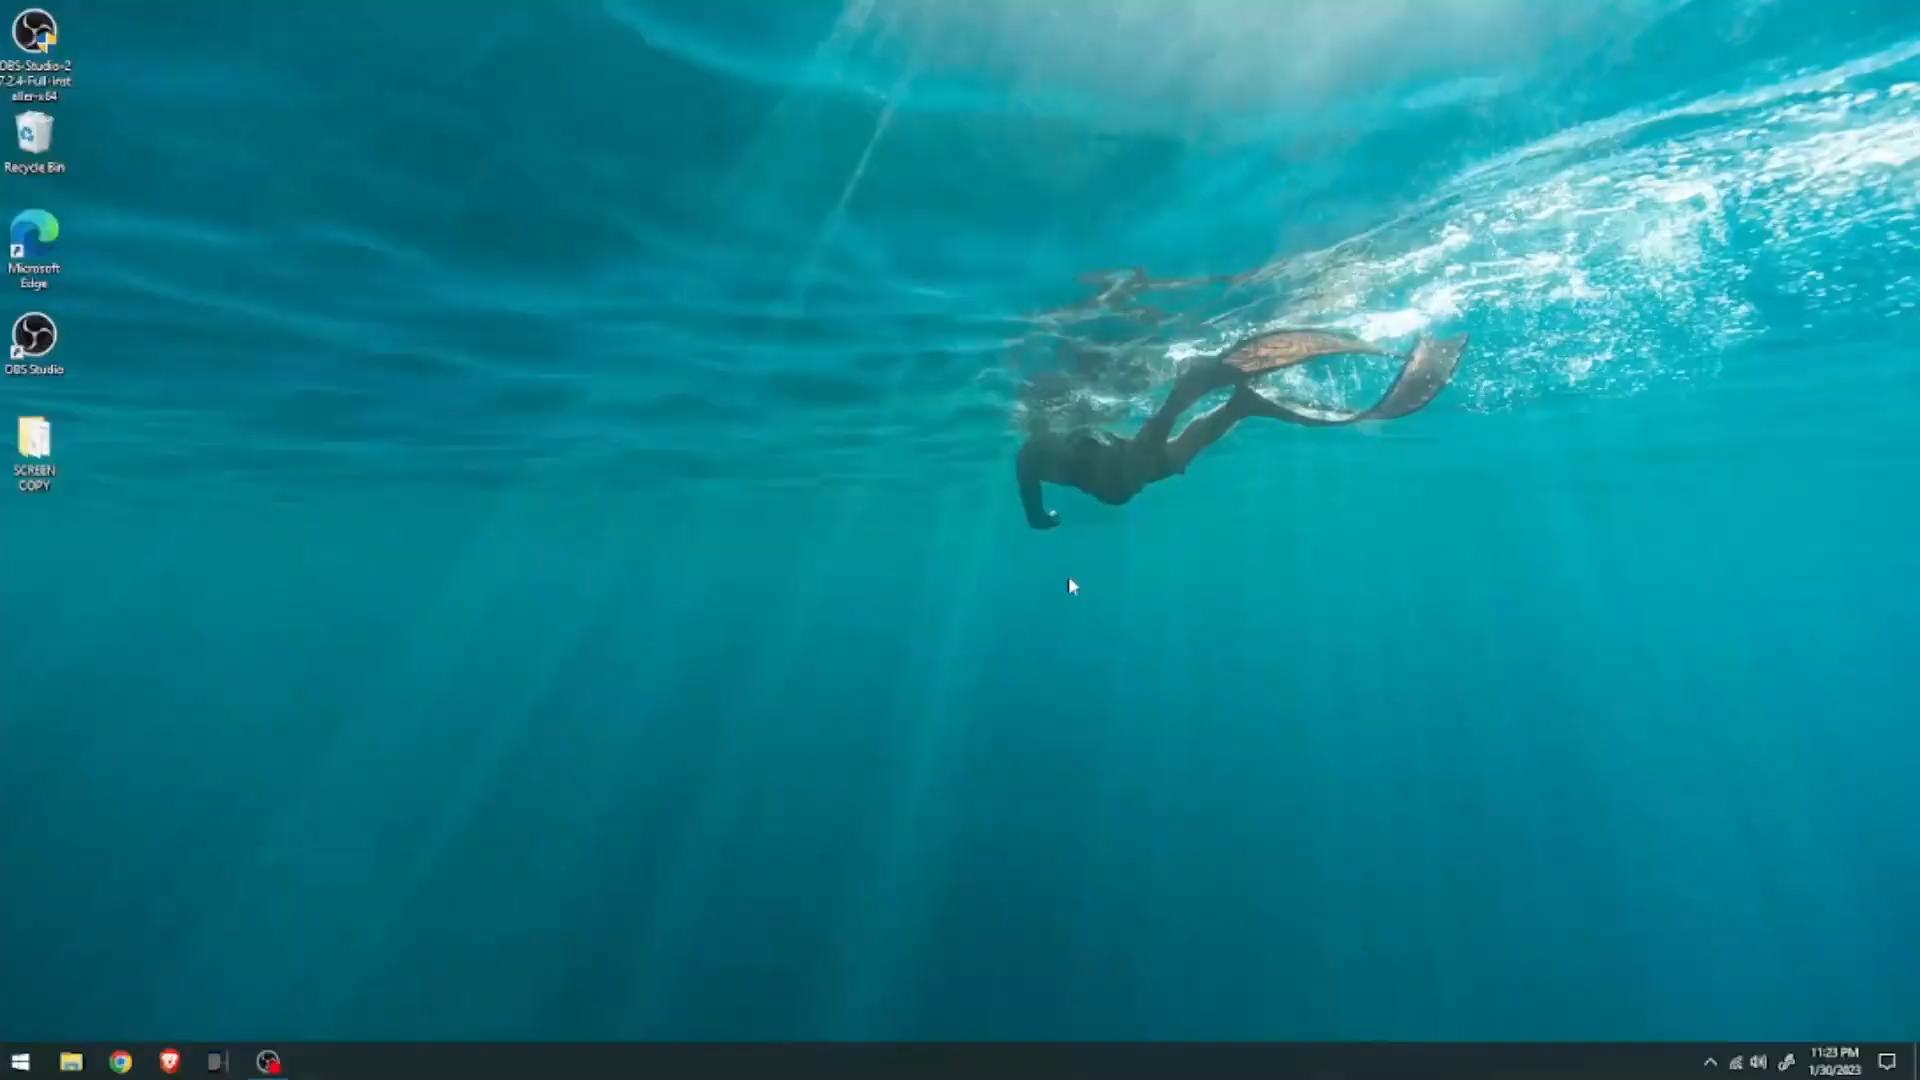 OBS-Studio-2
7.2.4-Full-Inst
aller-x64
Recycle Bin
Microsoft
Edge
OBS Studio
SCREEN
COPY
11:23 PM
1/30/2023